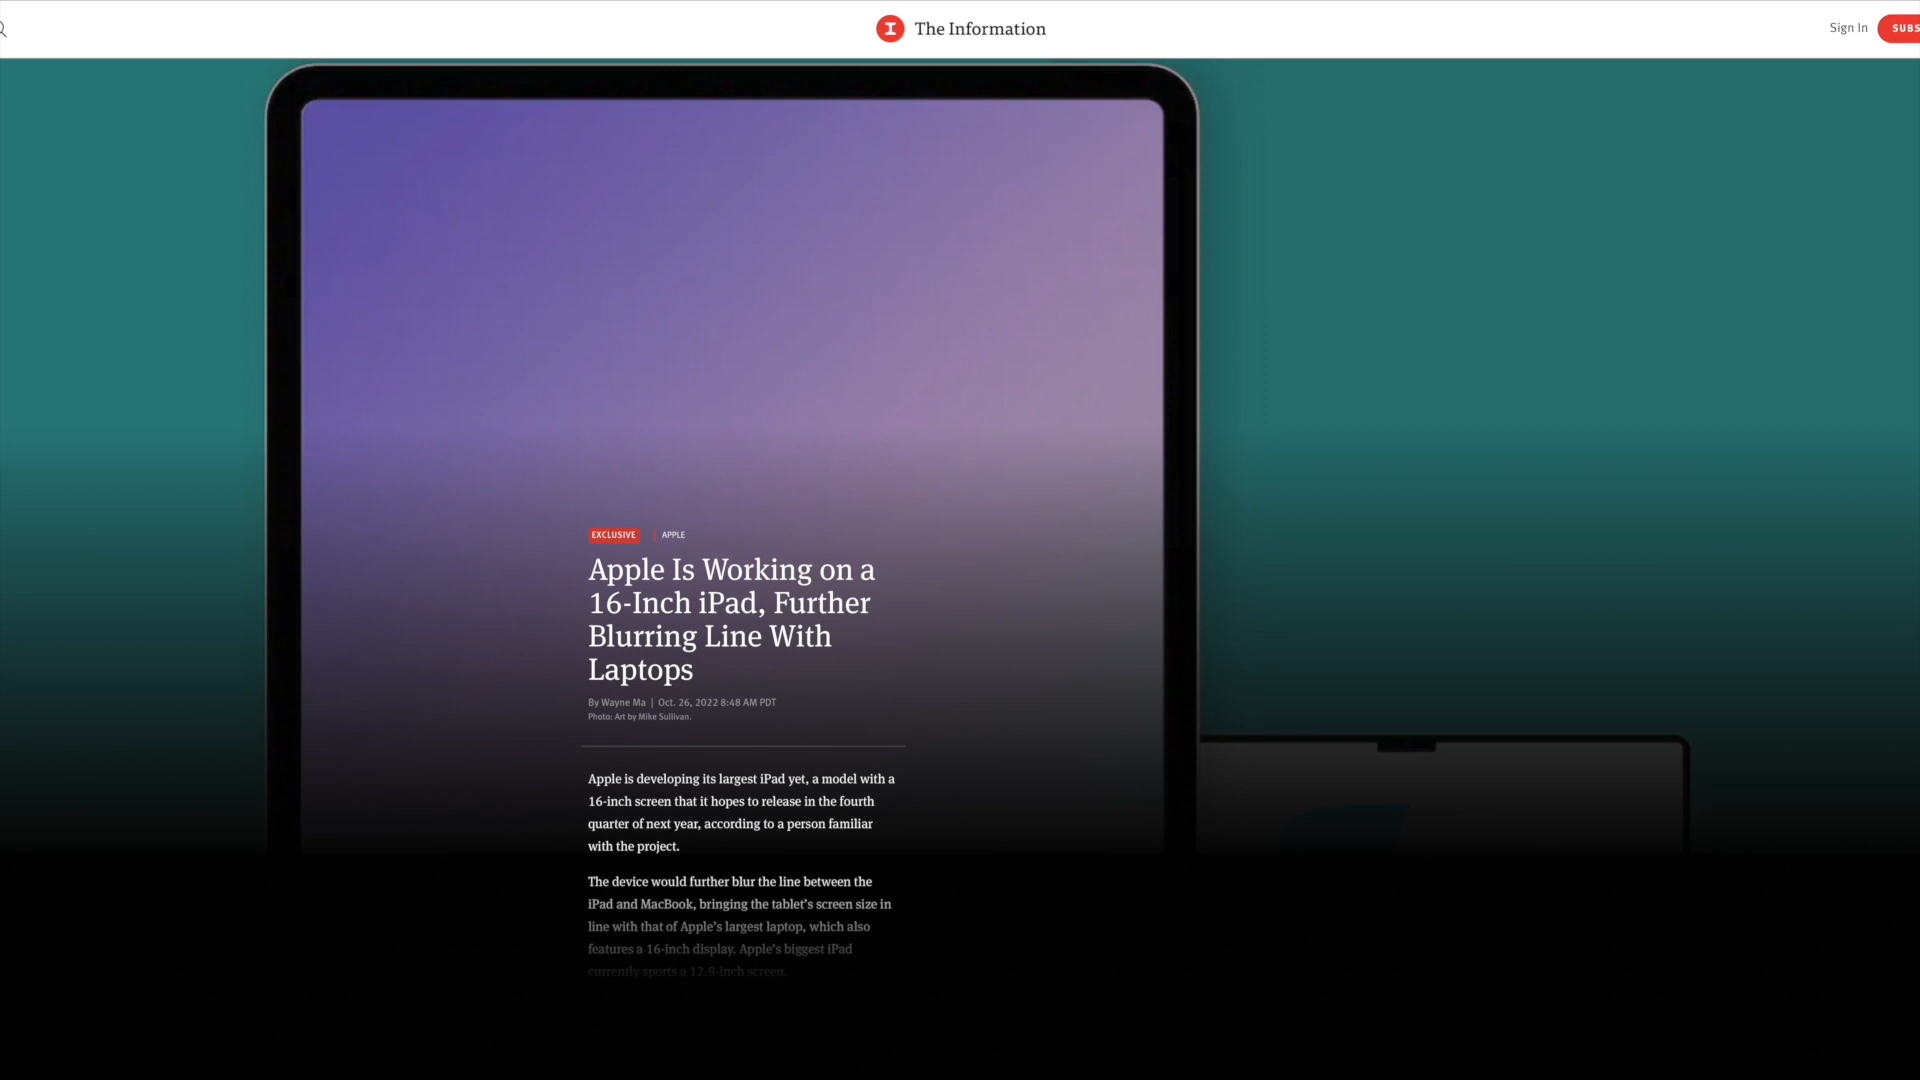 The Information
Sign In
SUBS
EXCLUSIVE | APPLE
Apple Is Working on a
16-Inch iPad, Further
Blurring Line With
Laptops
By Wayne Ma | Oct. 26, 2022 8:48 AM PDT
Photo: Art by Mike Sullivan.
Apple is developing its largest iPad yet, a model with a
16-inch screen that it hopes to release in the fourth
quarter of next year, according to a person familiar
with the project.
The device would further blur the line between the
iPad and MacBook, bringing the tablet’s screen size in
line with that of Apple’s largest laptop, which also
features a 16-inch display. Apple’s biggest iPad
currently sports a 12.9-inch screen.